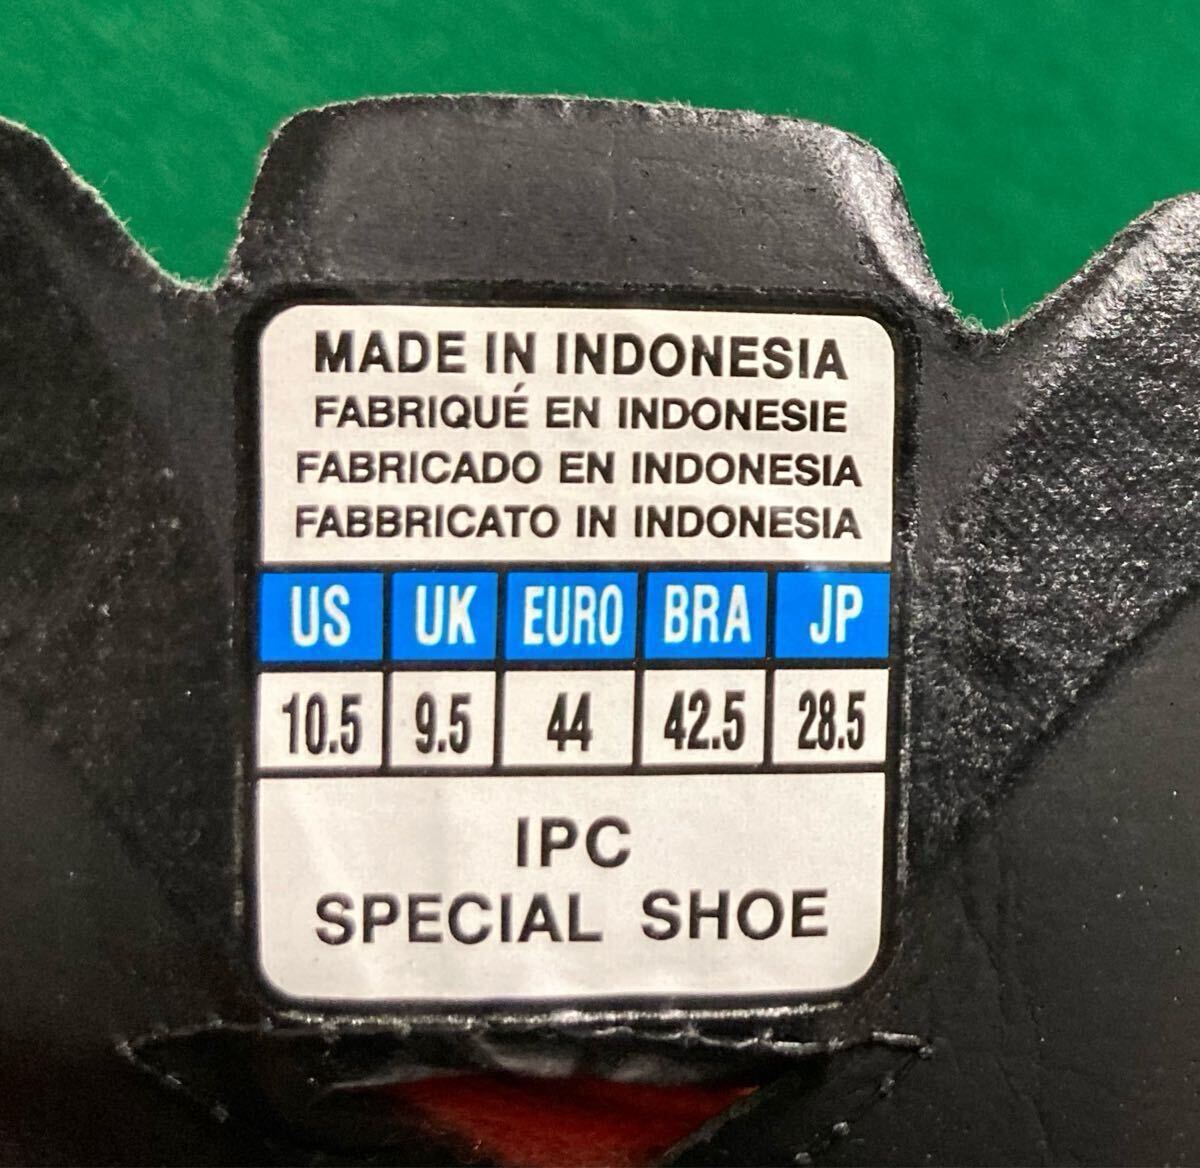 MADE IN INDONESIA
FABRIQUÉ EN INDONESIE
FABRICADO EN INDONESIA
FABBRICATO IN INDONESIA
US UK EURO BRA JP
10.5 9.5 44 42.5 28.5
IPC
SPECIAL SHOE